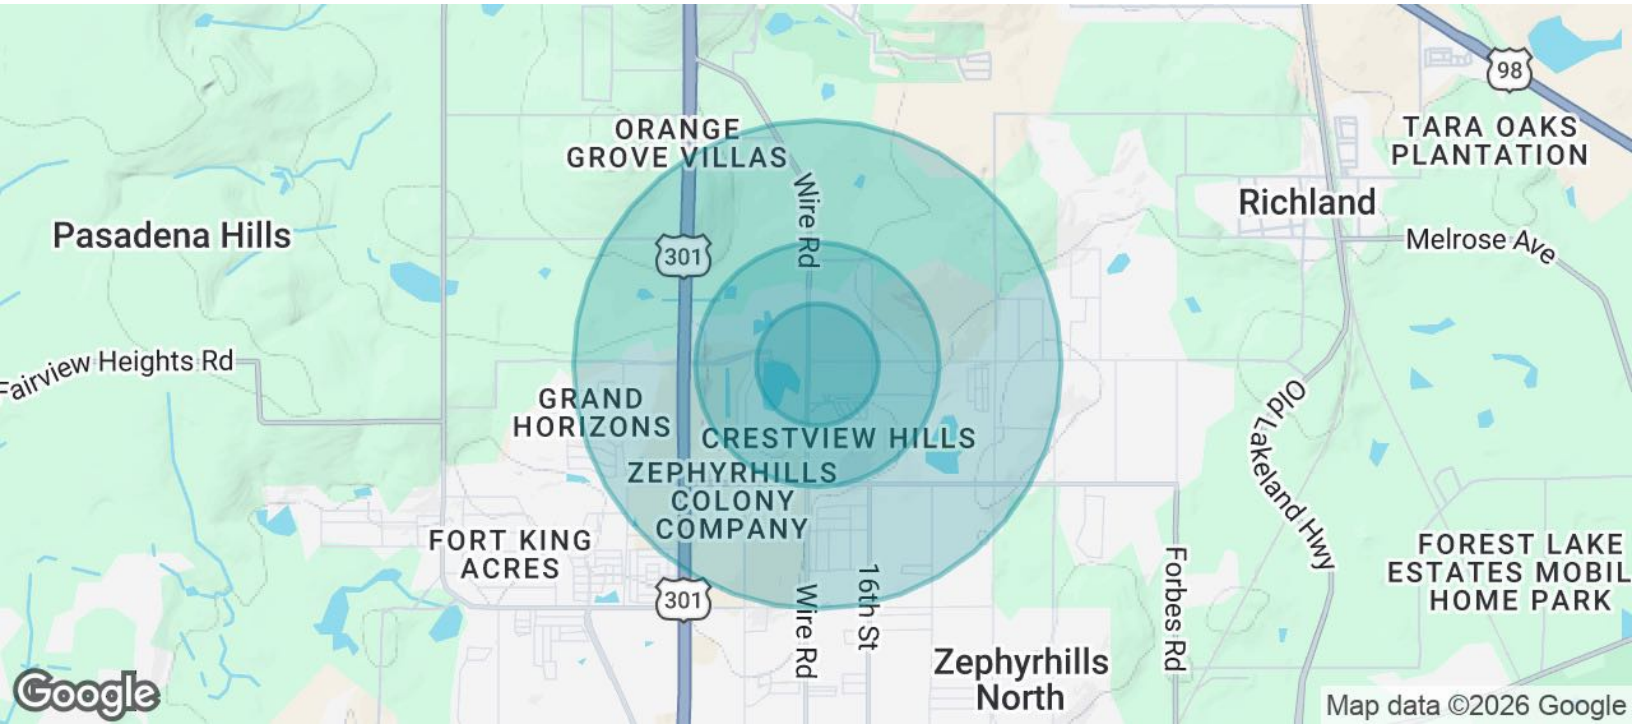 98
ORANGE
GROVE VILLAS
TARA OAKS
PLANTATION
Wire Rd
Richland
Pasadena Hills
Melrose Ave
301
Fairview Heights Rd
GRAND
HORIZONS
Old Lakeland Hwy
CRESTVIEW HILLS
ZEPHYRHILLS
COLONY
COMPANY
FORT KING
ACRES
FOREST LAKE
ESTATES MOBIL
HOME PARK
301
Wire Rd
16th St
Forbes Rd
Zephyrhills
North
Google
Map data ©2026 Google